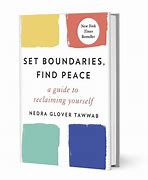 New York
Times
Bestseller
SET BOUNDARIES,
FIND PEACE
a guide to
reclaiming yourself
NEDRA GLOVER TAWWAB